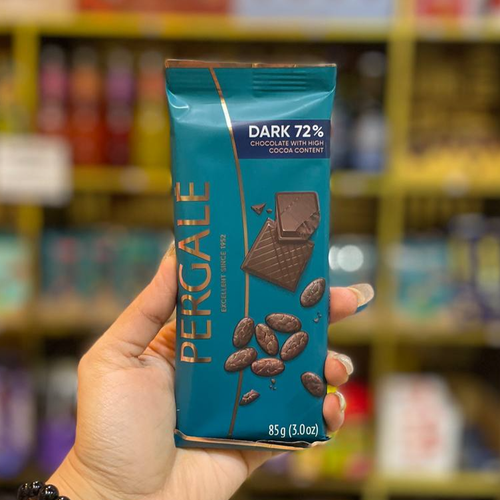 DARK 72%
CHOCOLATE WITH HIGH
COCOA CONTENT
PERGALE
EXCELLENT SINCE 1952
85g (3.0oz)